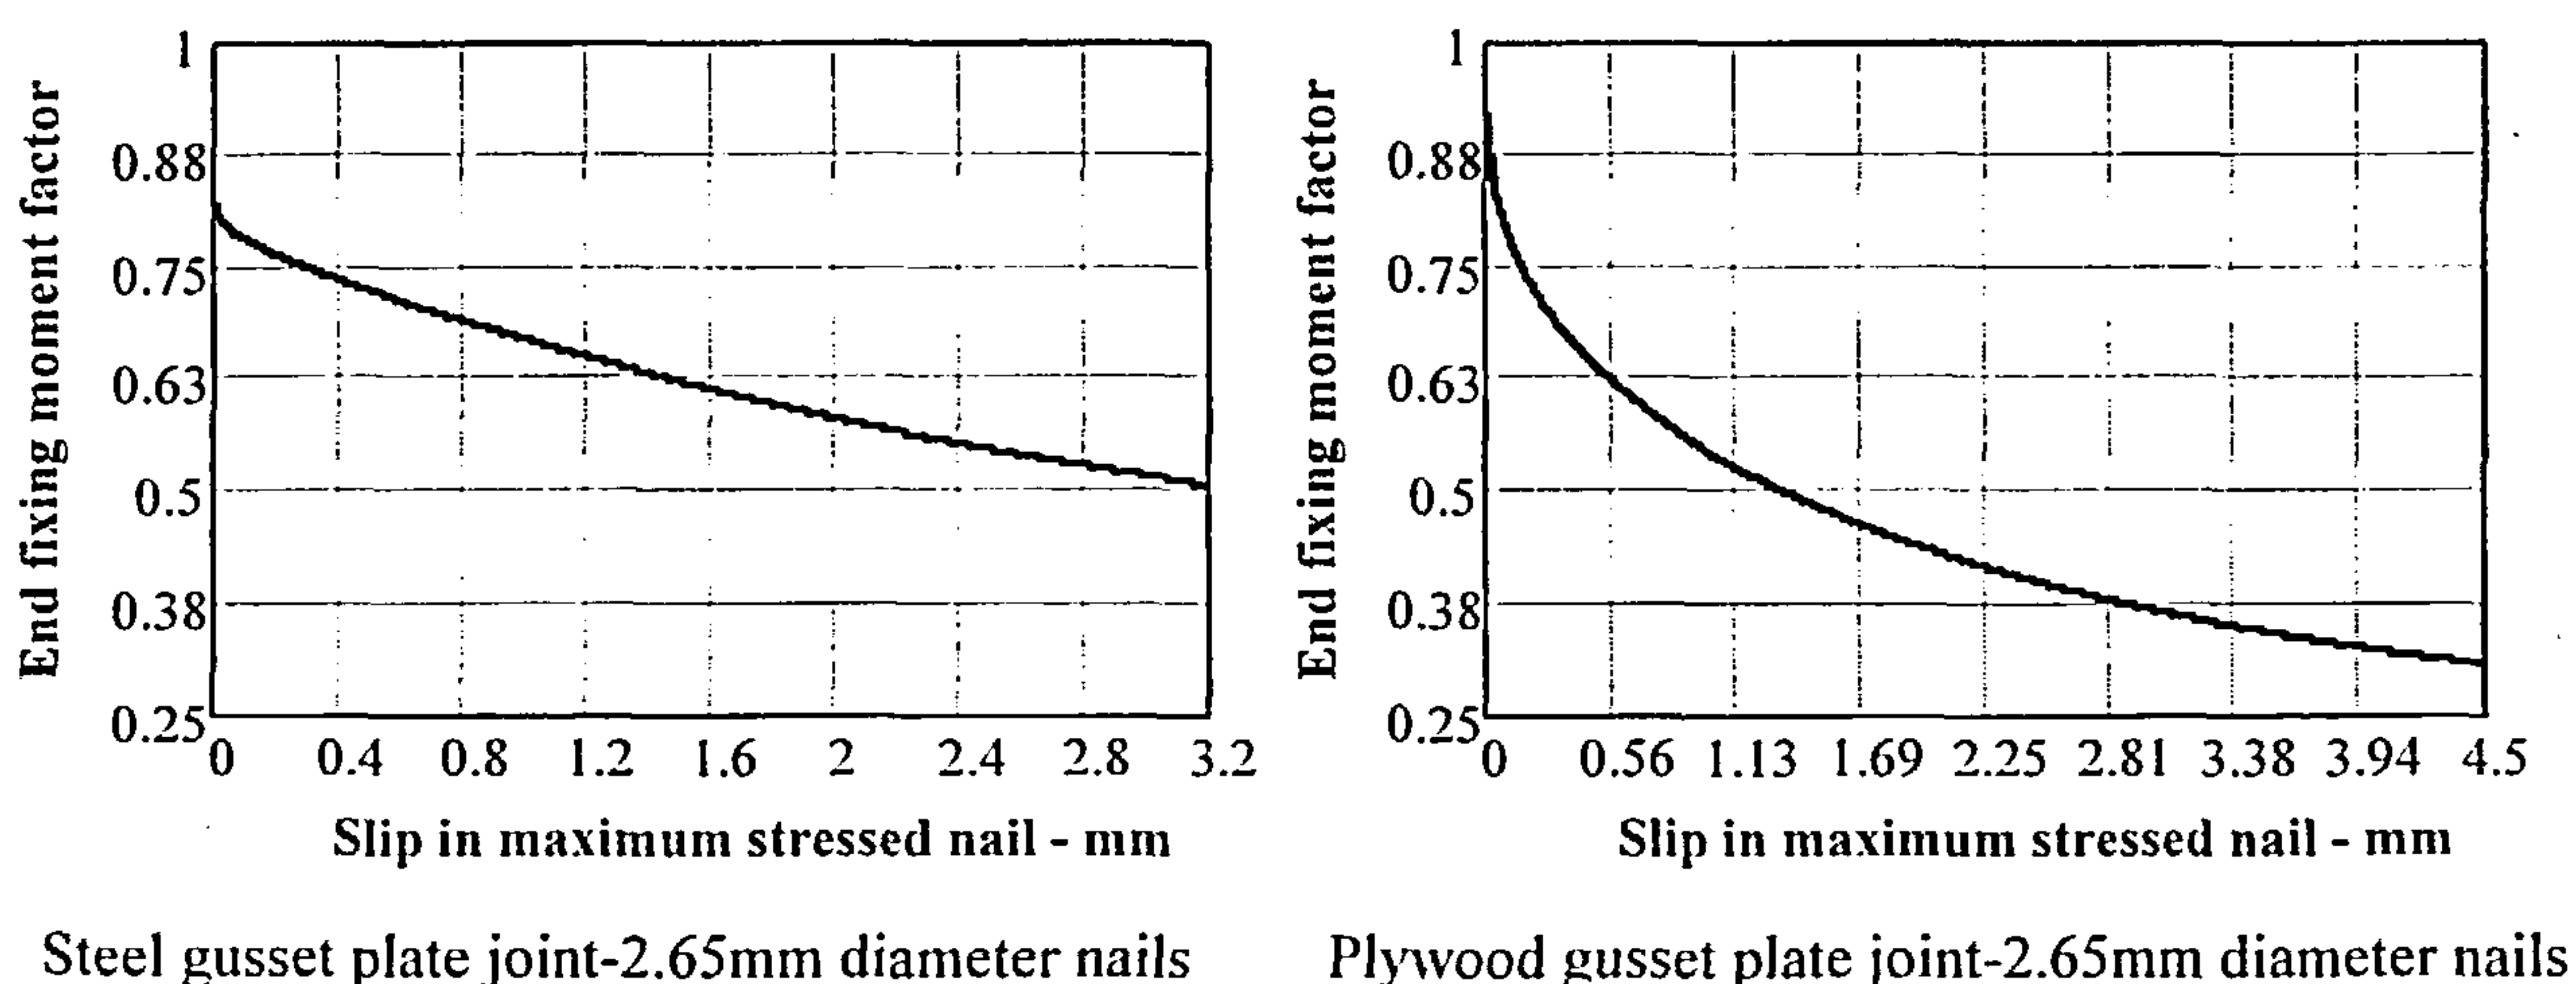 End fixing moment factor
1
0.88
0.75
0.63
0.5
0.38
0.25
0 0.4 0.8 1.2 1.6 2 2.4 2.8 3.2
Slip in maximum stressed nail - mm
Steel gusset plate joint-2.65mm diameter nails
End fixing moment factor
1
0.88
0.75
0.63
0.5
0.38
0.25
0 0.56 1.13 1.69 2.25 2.81 3.38 3.94 4.5
Slip in maximum stressed nail - mm
Plywood gusset plate joint-2.65mm diameter nails